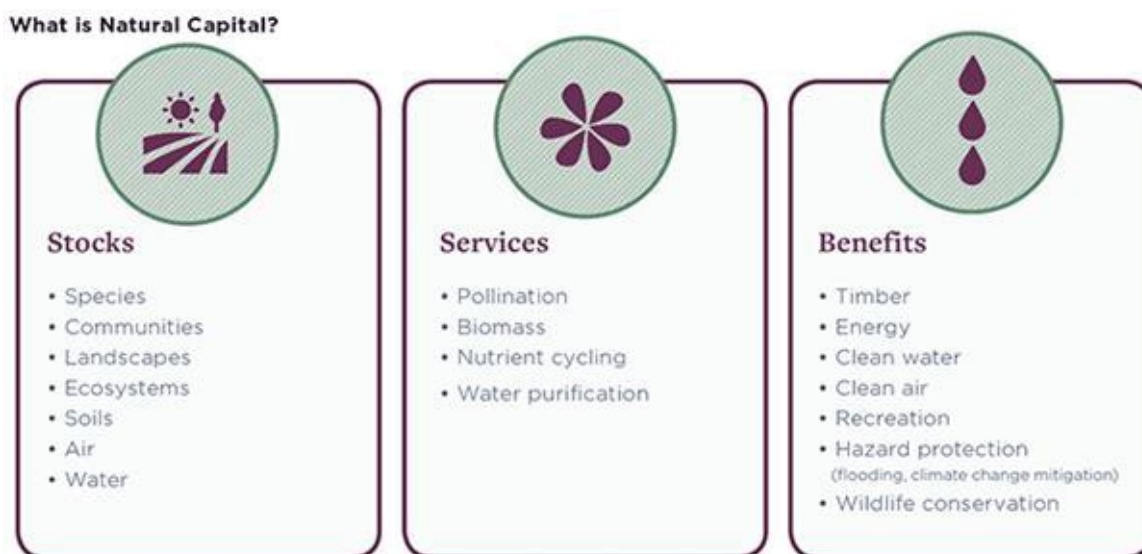 What is Natural Capital?
Stocks
• Species
• Communities
• Landscapes
• Ecosystems
• Soils
• Air
• Water
Services
• Pollination
• Biomass
• Nutrient cycling
• Water purification
Benefits
• Timber
• Energy
• Clean water
• Clean air
• Recreation
• Hazard protection
(flooding, climate change mitigation)
• Wildlife conservation